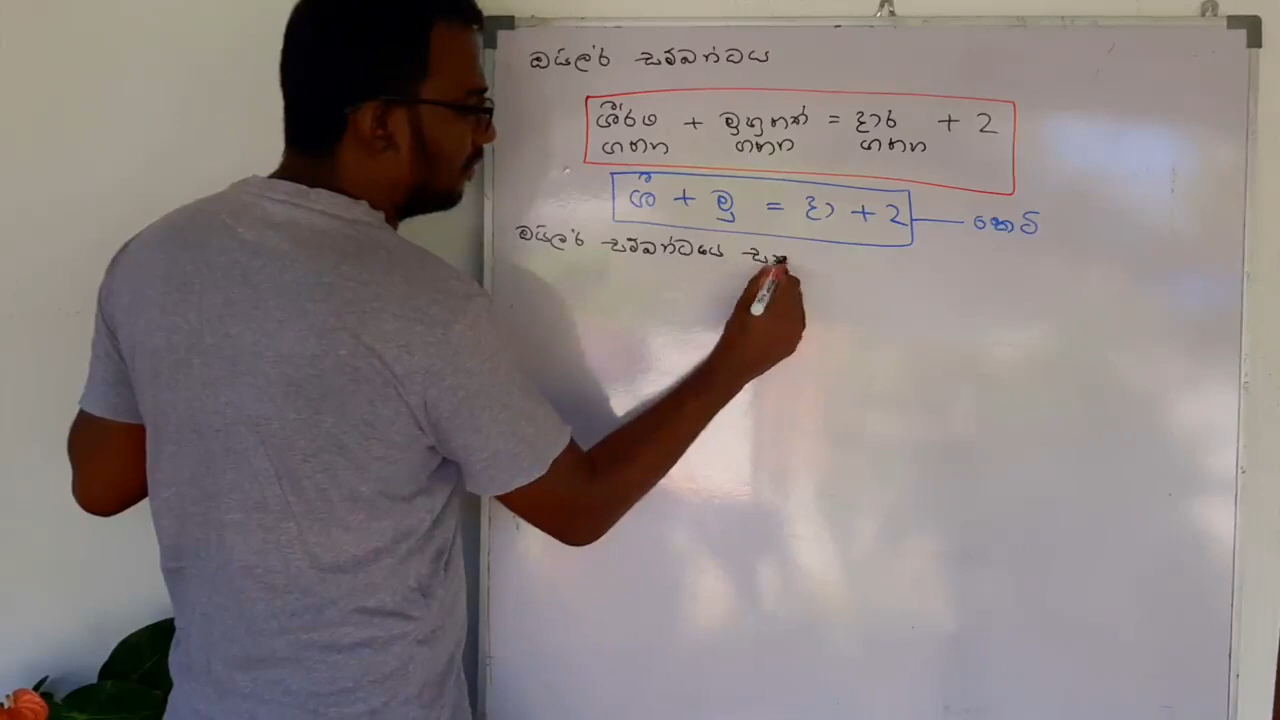 ඔයිලර් සම්බන්ධය
ශීර්ෂ + මුහුණත් = දාර + 2
ගණන ගණන ගණන
ශී + මු = දා + 2 කෙටි
ඔයිලර් සම්බන්ධය